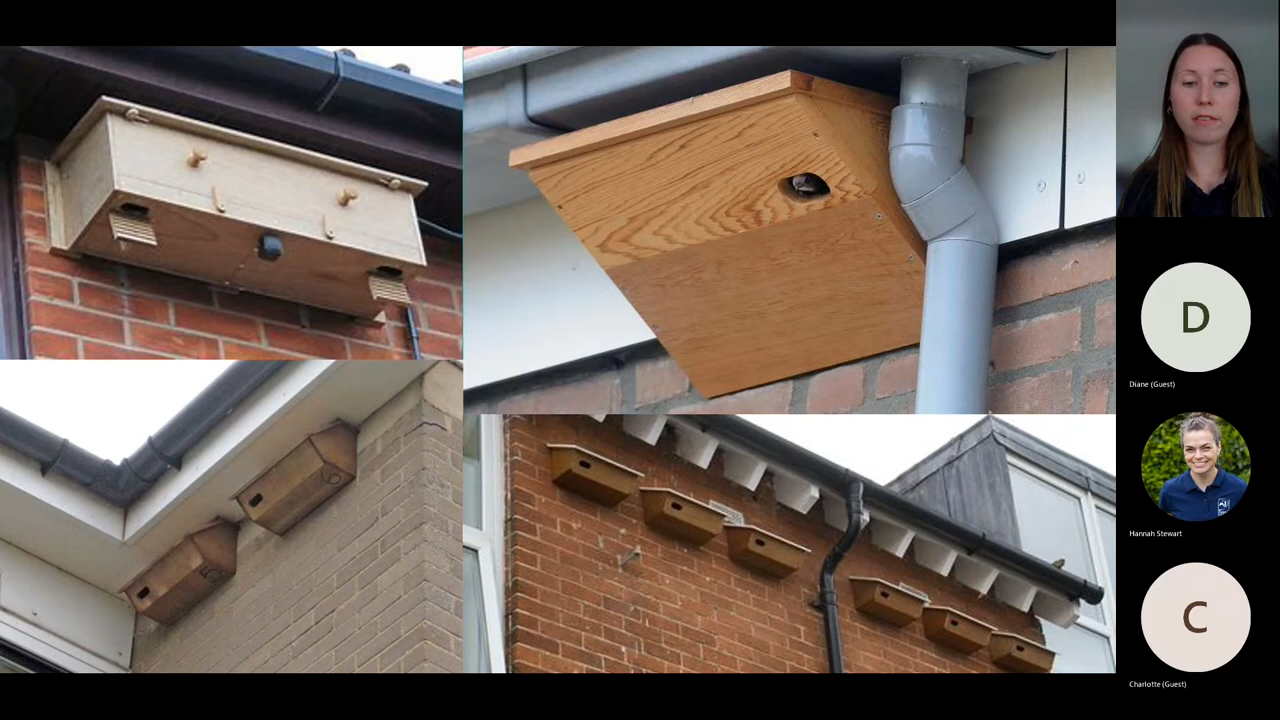 D
Diane (Guest)
Hannah Stewart
C
Charlotte (Guest)